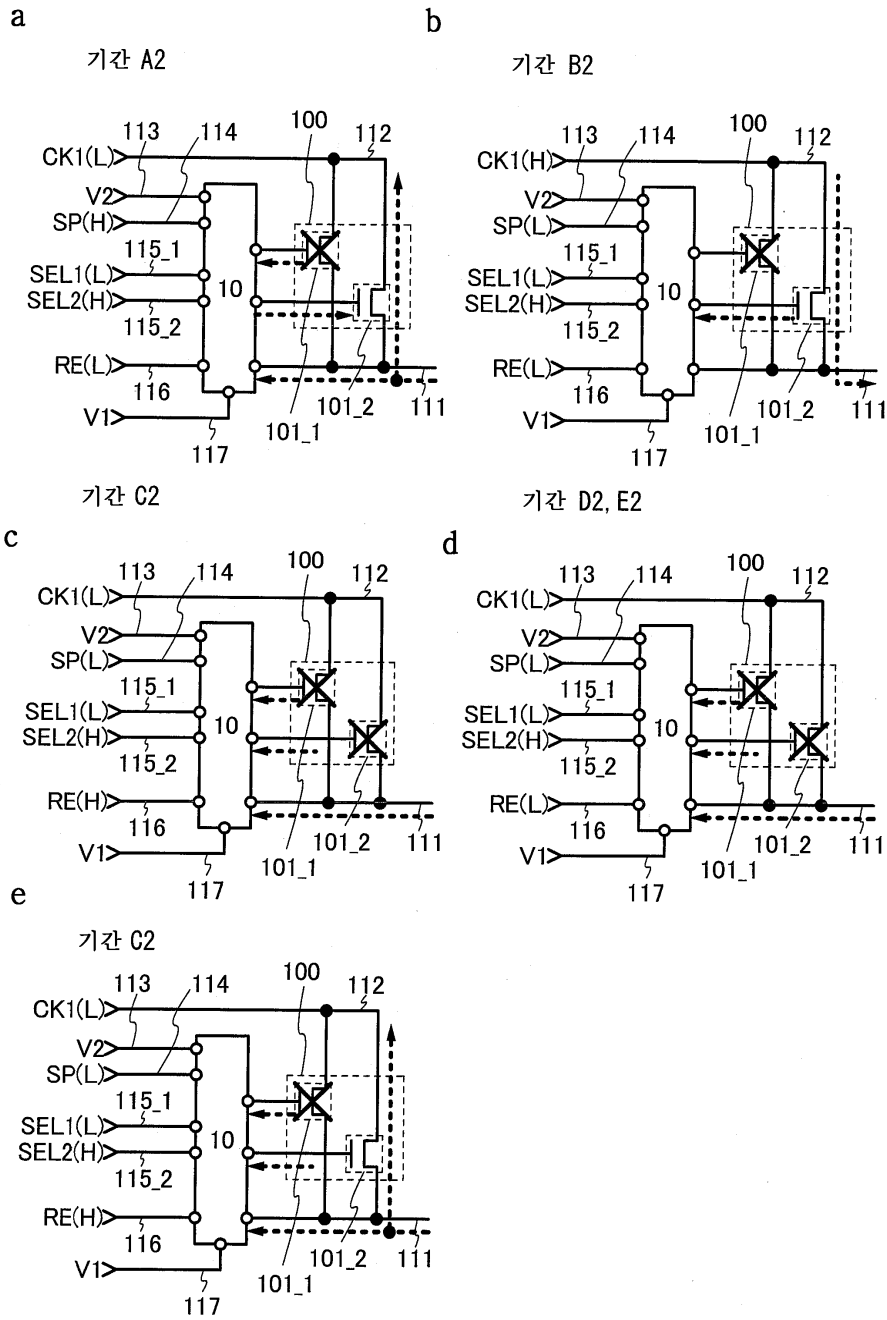 a
기간 A2
113
114
100
112
CK1(L)
V2
SP(H)
115_1
SEL1(L)
SEL2(H)
10
115_2
RE(L)
116
101_2
111
V1
101_1
117
b
기간 B2
113
114
100
112
CK1(H)
V2
SP(L)
115_1
SEL1(L)
SEL2(H)
10
115_2
RE(L)
116
101_2
111
V1
101_1
117
c
기간 C2
113
114
100
112
CK1(L)
V2
SP(L)
115_1
SEL1(L)
SEL2(H)
10
115_2
RE(H)
116
101_2
111
V1
101_1
117
d
기간 D2, E2
113
114
100
112
CK1(L)
V2
SP(L)
115_1
SEL1(L)
SEL2(H)
10
115_2
RE(L)
116
101_2
111
V1
101_1
117
e
기간 C2
113
114
100
112
CK1(L)
V2
SP(L)
115_1
SEL1(L)
SEL2(H)
10
115_2
RE(H)
116
101_2
111
V1
101_1
117